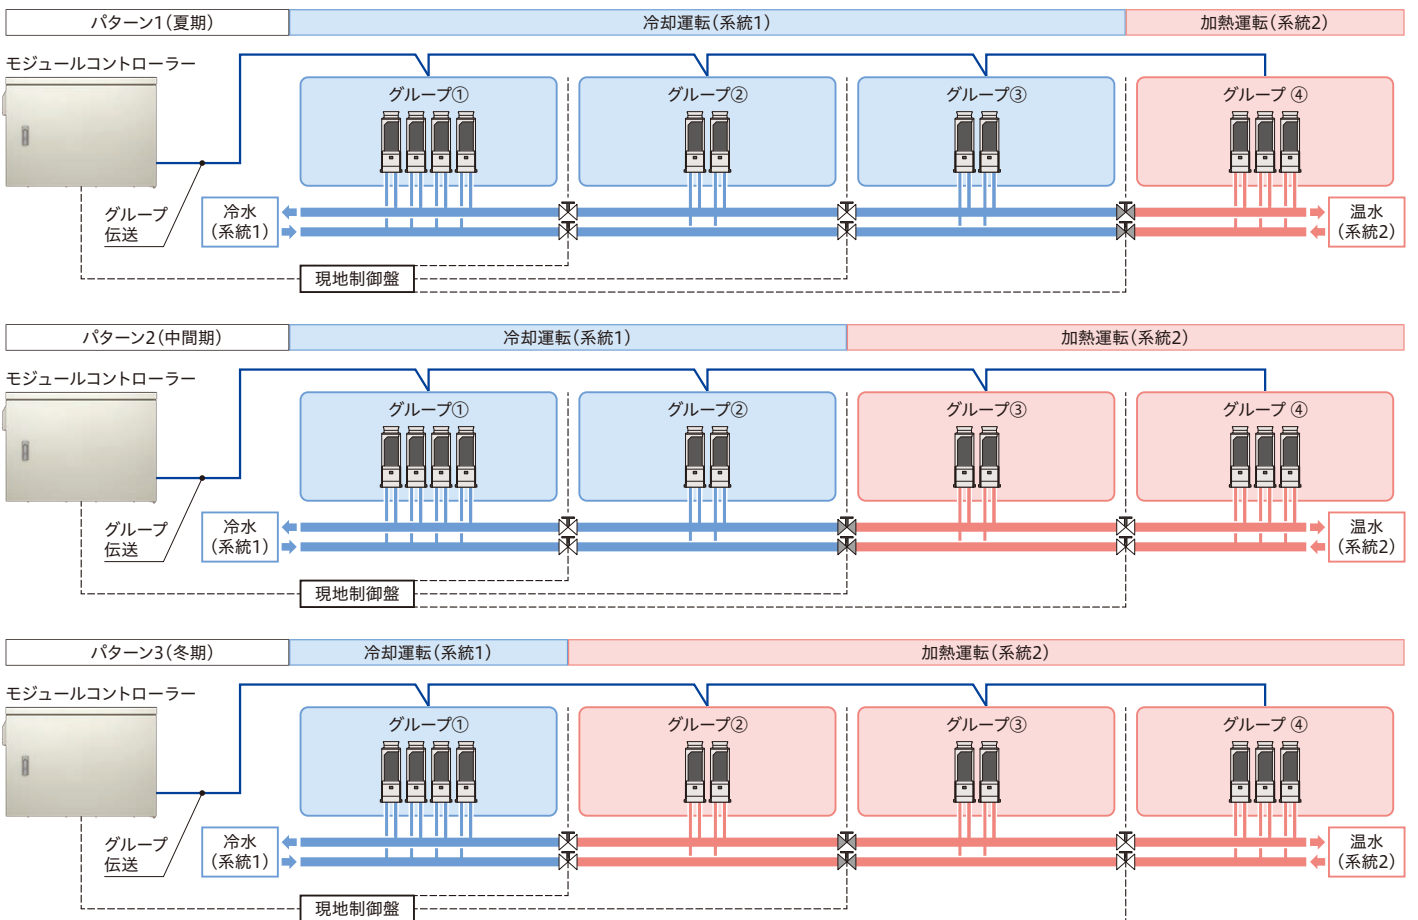 パターン1(夏期)
冷却運転(系統1)
加熱運転(系統2)
モジュールコントローラー
グループ①
グループ②
グループ③
グループ ④
グループ
伝送
冷水
(系統1)
温水
(系統2)
現地制御盤
パターン2(中間期)
冷却運転(系統1)
加熱運転(系統2)
モジュールコントローラー
グループ①
グループ②
グループ③
グループ ④
グループ
伝送
冷水
(系統1)
温水
(系統2)
現地制御盤
パターン3(冬期)
冷却運転(系統1)
加熱運転(系統2)
モジュールコントローラー
グループ①
グループ②
グループ③
グループ ④
グループ
伝送
冷水
(系統1)
温水
(系統2)
現地制御盤